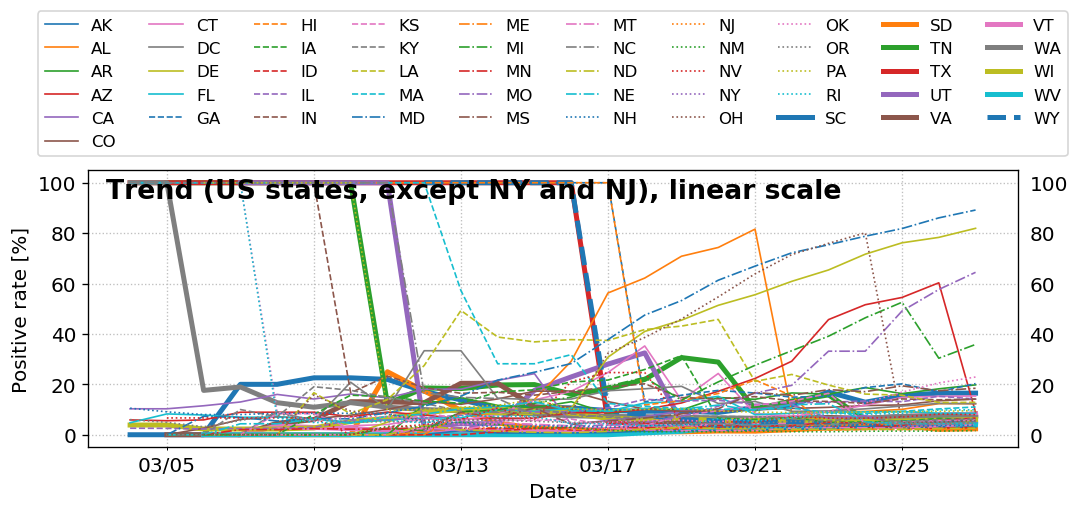 AK CT HI KS ME MT NJ OK SD VT
AL DC IA KY MI NC NM OR TN WA
AR DE ID LA MN ND NV PA TX WI
AZ FL IL MA MO NE NY RI UT WV
CA GA IN MD MS NH OH SC VA WY
CO
Trend (US states, except NY and NJ), linear scale
100 100
80 80
60 60
40 40
20 20
0 0
Positive rate [%]
03/05 03/09 03/13 03/17 03/21 03/25
Date